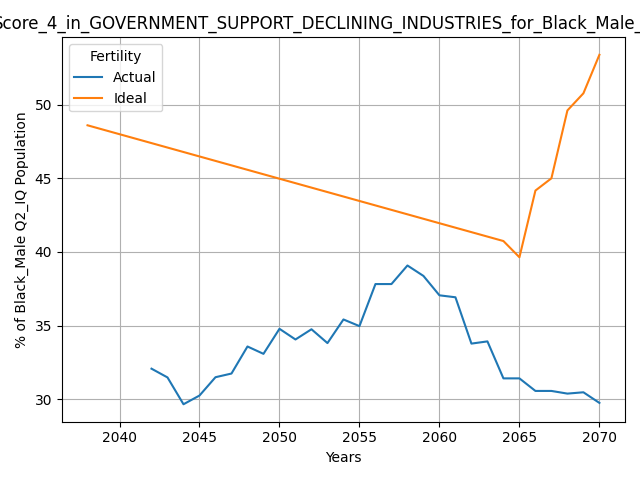 Score_4_in_GOVERNMENT_SUPPORT_DECLINING_INDUSTRIES_for_Black_Male_
Fertility
Actual
Ideal
% of Black_Male Q2_IQ Population
50
45
40
35
30
2040 2045 2050 2055 2060 2065 2070
Years